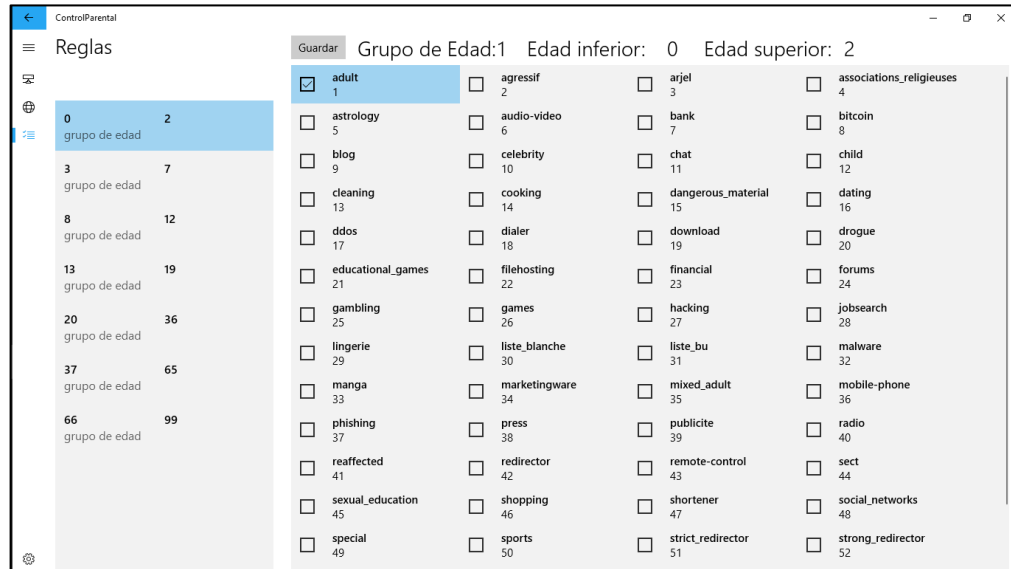 ControlParental
Reglas
Guardar Grupo de Edad:1 Edad inferior: 0 Edad superior: 2
0 2
grupo de edad
3 7
grupo de edad
8 12
grupo de edad
13 19
grupo de edad
20 36
grupo de edad
37 65
grupo de edad
66 99
grupo de edad
adult agressif arjel associations_religieuses
1 2 3 4
astrology audio-video bank bitcoin
5 6 7 8
blog celebrity chat child
9 10 11 12
cleaning cooking dangerous_material dating
13 14 15 16
ddos dialer download drogue
17 18 19 20
educational_games filehosting financial forums
21 22 23 24
gambling games hacking jobsearch
25 26 27 28
lingerie liste_blanche liste_bu malware
29 30 31 32
manga marketingware mixed_adult mobile-phone
33 34 35 36
phishing press publicite radio
37 38 39 40
reaffected redirector remote-control sect
41 42 43 44
sexual_education shopping shortener social_networks
45 46 47 48
special sports strict_redirector strong_redirector
49 50 51 52